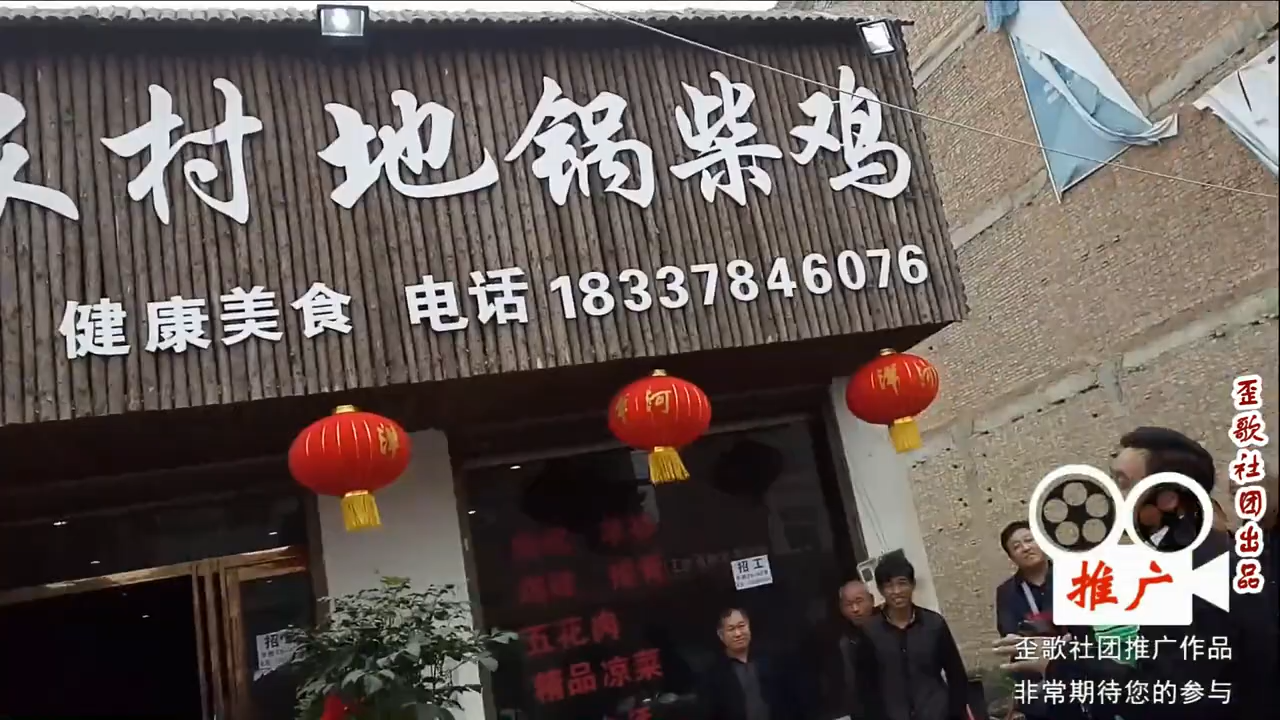 村地锅柴鸡
健康美食 电话 18337846076
河
招工
招
五花肉
精品凉菜
歪歌社团出品
推广
歪歌社团推广作品
非常期待您的参与